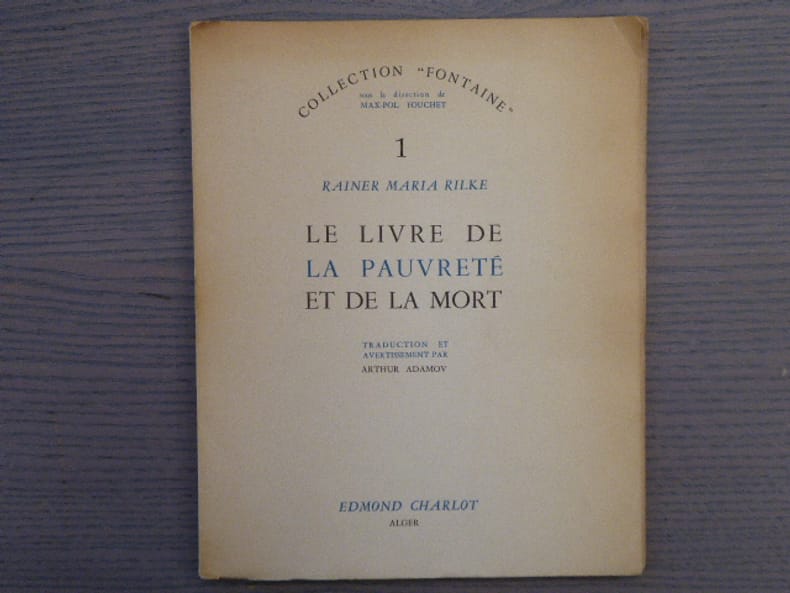 COLLECTION "FONTAINE"
sous la direction de
MAX-POL FOUCHET
1
RAINER MARIA RILKE
LE LIVRE DE
LA PAUVRETÉ
ET DE LA MORT
TRADUCTION ET
AVERTISSEMENT PAR
ARTHUR ADAMOV
EDMOND CHARLOT
ALGER